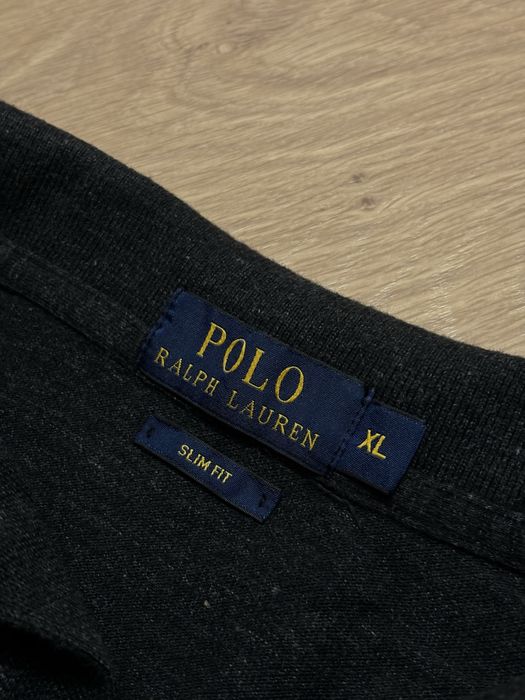 POLO
RALPH LAUREN
XL
SLIM FIT